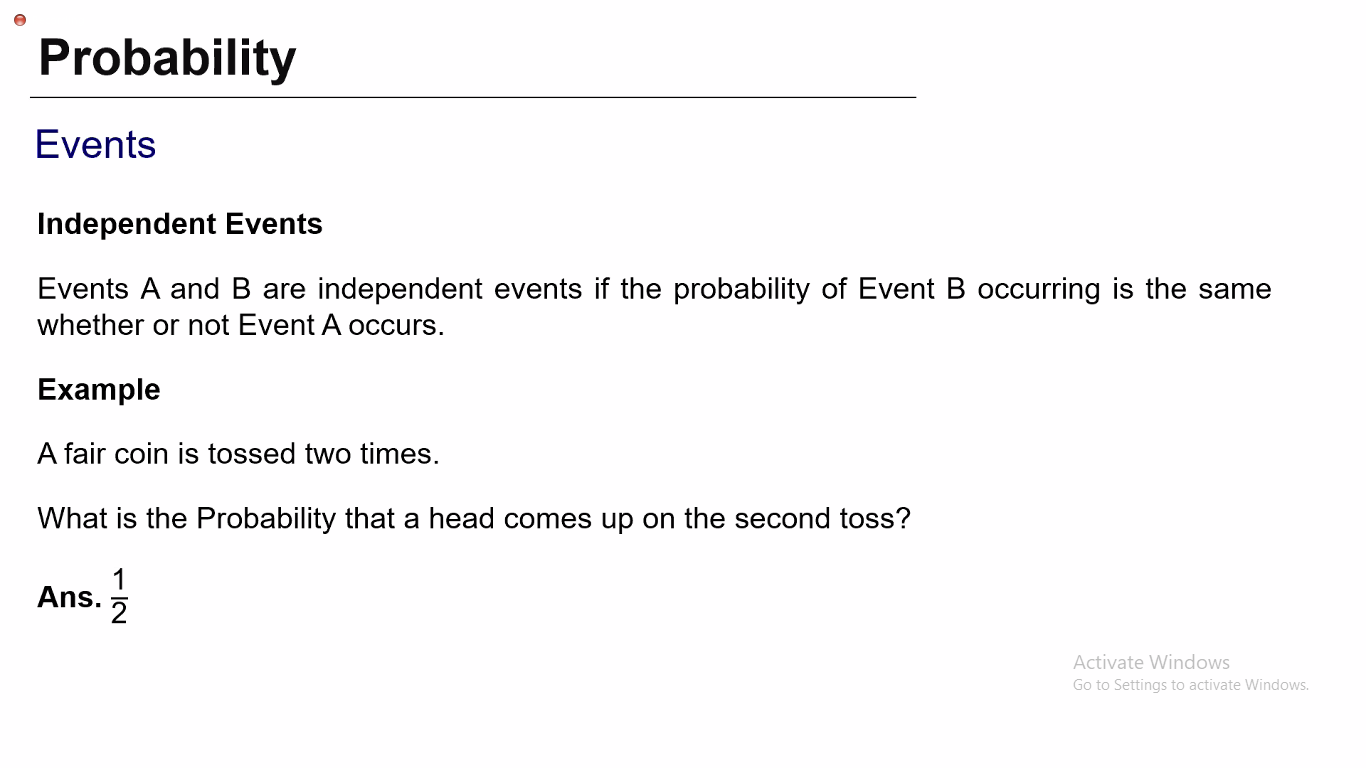 Probability
Events
Independent Events
Events A and B are independent events if the probability of Event B occurring is the same
whether or not Event A occurs.
Example
A fair coin is tossed two times.
What is the Probability that a head comes up on the second toss?
Ans. 1/2
Activate Windows
Go to Settings to activate Windows.